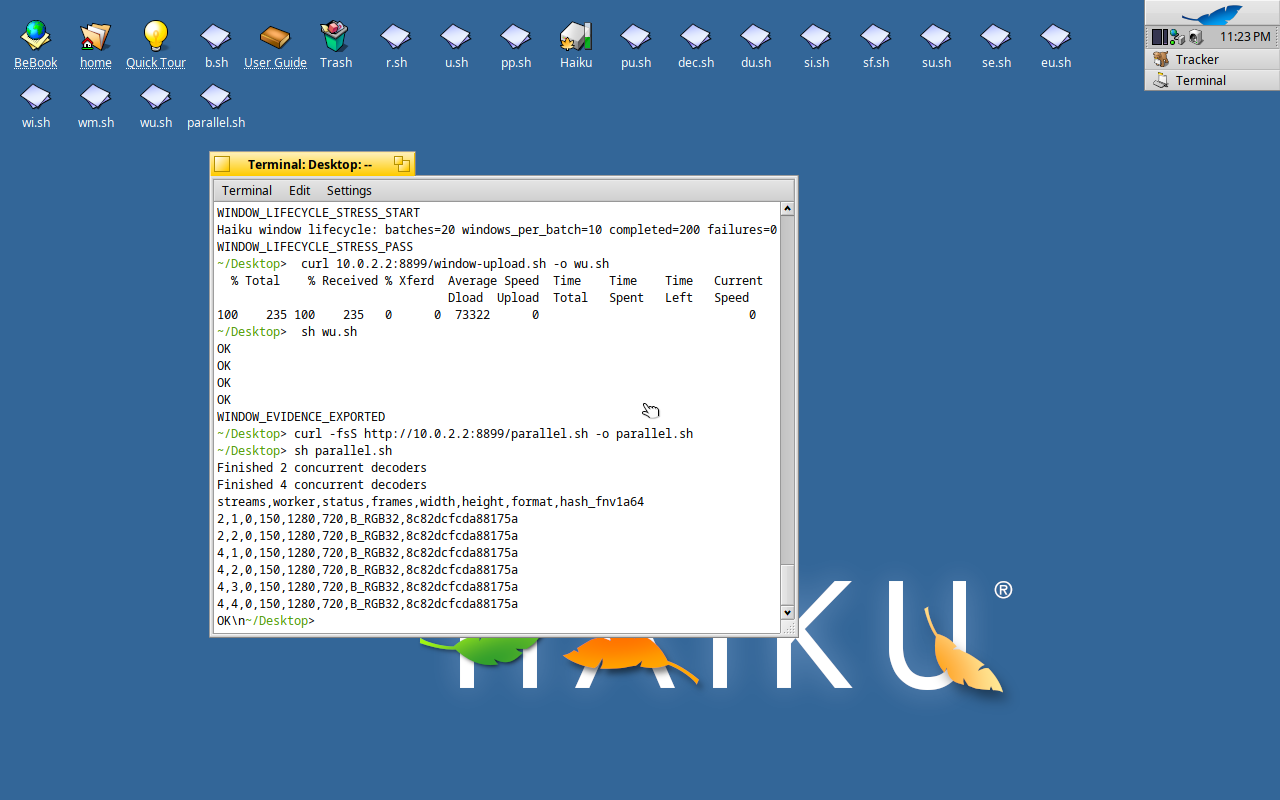 BeBook home Quick Tour b.sh User Guide Trash r.sh u.sh pp.sh Haiku pu.sh dec.sh du.sh si.sh sf.sh su.sh se.sh eu.sh
wi.sh wm.sh wu.sh parallel.sh
11:23 PM
Tracker
Terminal
Terminal: Desktop: --
Terminal Edit Settings
WINDOW_LIFECYCLE_STRESS_START
Haiku window lifecycle: batches=20 windows_per_batch=10 completed=200 failures=0
WINDOW_LIFECYCLE_STRESS_PASS
~/Desktop> curl 10.0.2.2:8899/window-upload.sh -o wu.sh
% Total % Received % Xferd Average Speed Time Time Time Current
Dload Upload Total Spent Left Speed
100 235 100 235 0 0 73322 0 0
~/Desktop> sh wu.sh
OK
OK
OK
OK
WINDOW_EVIDENCE_EXPORTED
~/Desktop> curl -fsS http://10.0.2.2:8899/parallel.sh -o parallel.sh
~/Desktop> sh parallel.sh
Finished 2 concurrent decoders
Finished 4 concurrent decoders
streams,worker,status,frames,width,height,format,hash_fnv1a64
2,1,0,150,1280,720,B_RGB32,8c82dcfcda88175a
2,2,0,150,1280,720,B_RGB32,8c82dcfcda88175a
4,1,0,150,1280,720,B_RGB32,8c82dcfcda88175a
4,2,0,150,1280,720,B_RGB32,8c82dcfcda88175a
4,3,0,150,1280,720,B_RGB32,8c82dcfcda88175a
4,4,0,150,1280,720,B_RGB32,8c82dcfcda88175a
OK\n~/Desktop>
HAIKU®